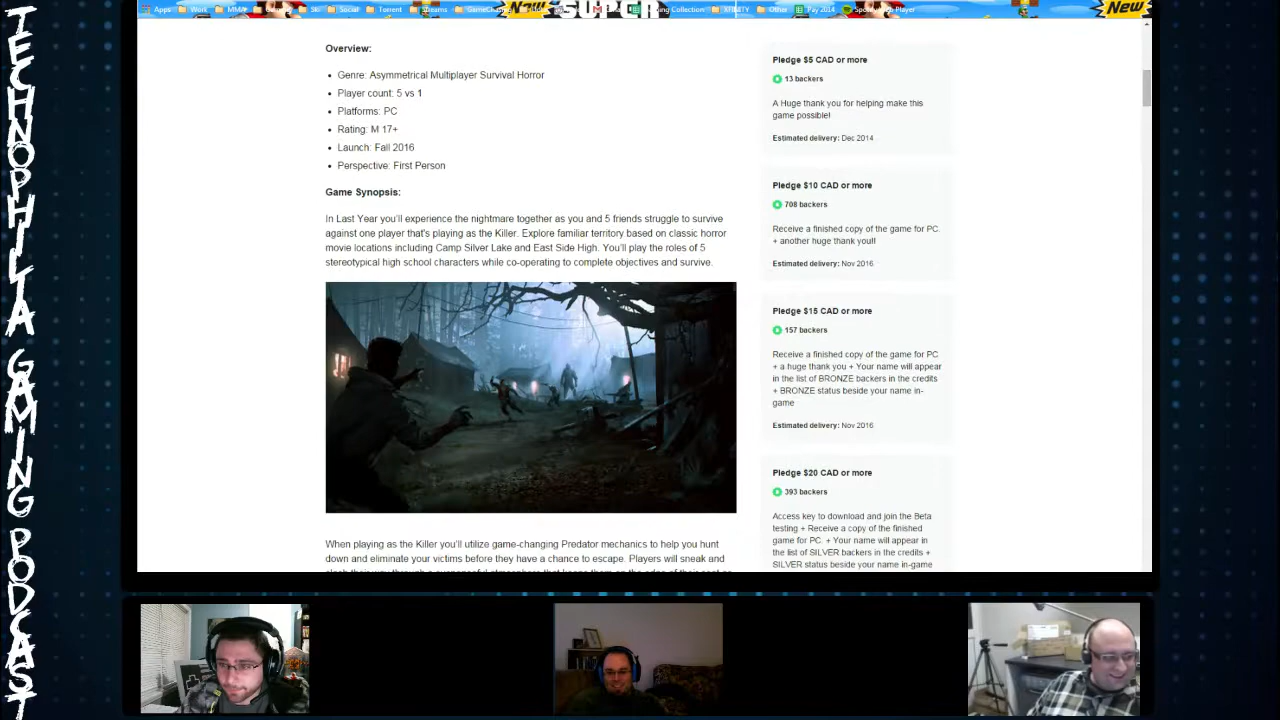 TECHNOPHILIA GAMING PODCAST
SUPER
New
New
Apps Work MMA Streams Social Torrent GameCha Other Pay 2014
Overview:
• Genre: Asymmetrical Multiplayer Survival Horror
• Player count: 5 vs 1
• Platforms: PC
• Rating: M 17+
• Launch: Fall 2016
• Perspective: First Person
Game Synopsis:
In Last Year you'll experience the nightmare together as you and 5 friends struggle to survive
against one player that's playing as the Killer. Explore familiar territory based on classic horror
movie locations including Camp Silver Lake and East Side High. You'll play the roles of 5
stereotypical high school characters while co-operating to complete objectives and survive.
When playing as the Killer you'll utilize game-changing Predator mechanics to help you hunt
down and eliminate your victims before they have a chance to escape. Players will sneak and
Pledge $5 CAD or more
13 backers
A Huge thank you for helping make this
game possible!
Estimated delivery: Dec 2014
Pledge $10 CAD or more
708 backers
Receive a finished copy of the game for PC.
+ another huge thank you!!
Estimated delivery: Nov 2016
Pledge $15 CAD or more
157 backers
Receive a finished copy of the game for PC
+ a huge thank you + Your name will appear
in the list of BRONZE backers in the credits
+ BRONZE status beside your name in-
game
Estimated delivery: Nov 2016
Pledge $20 CAD or more
393 backers
Access key to download and join the Beta
testing + Receive a copy of the finished
game for PC. + Your name will appear in
the list of SILVER backers in the credits +
SILVER status beside your name in-game